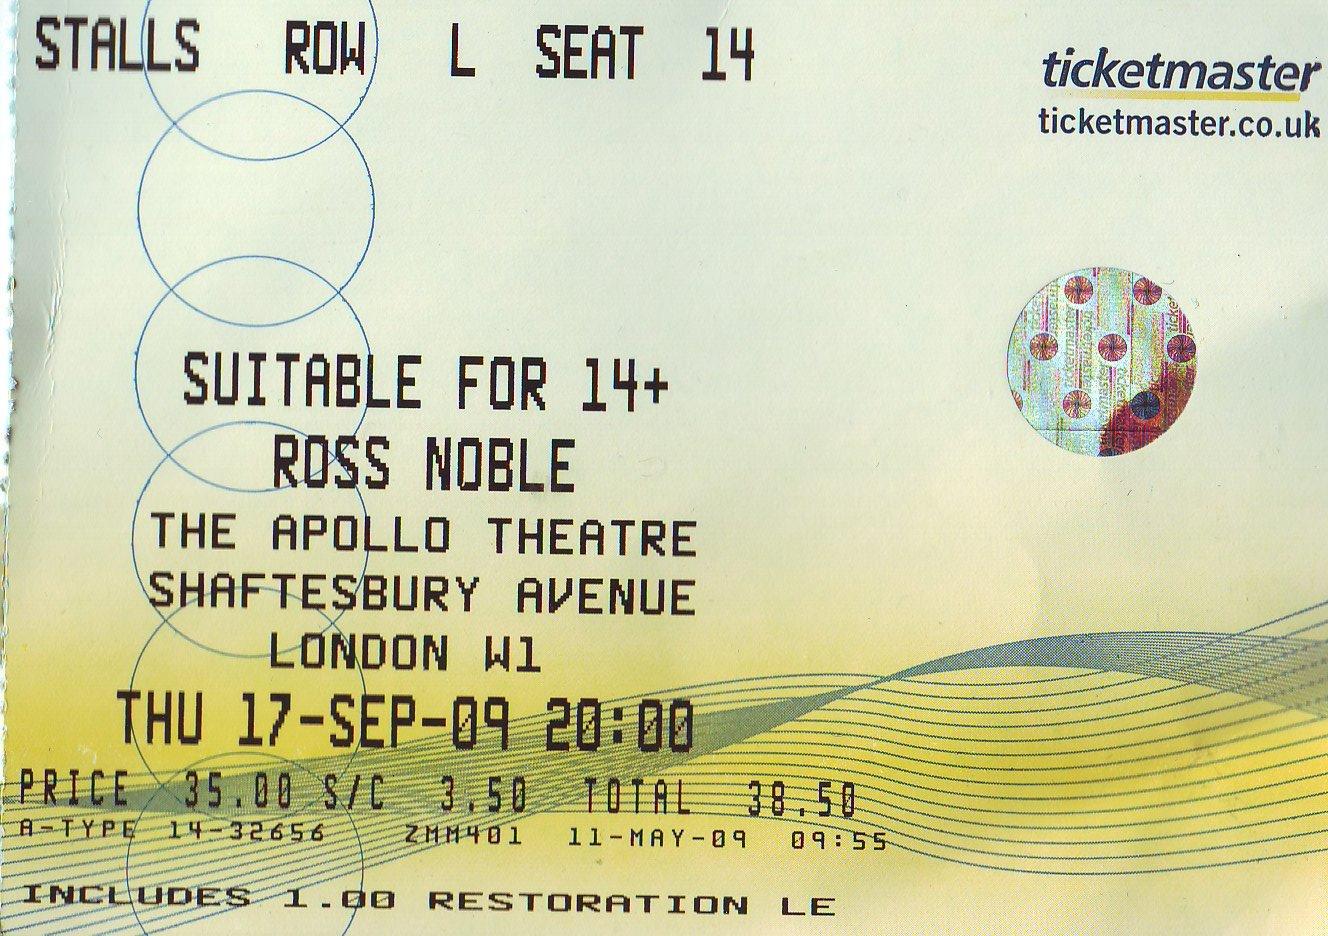 STALLS ROW L SEAT 14
ticketmaster
ticketmaster.co.uk
SUITABLE FOR 14+
ROSS NOBLE
THE APOLLO THEATRE
SHAFTESBURY AVENUE
LONDON W1
THU 17-SEP-09 20:00
PRICE 35.00 S/C 3.50 TOTAL 38.50
A-TYPE 14-32656 ZMM401 11-MAY-09 09:55
INCLUDES 1.00 RESTORATION LE